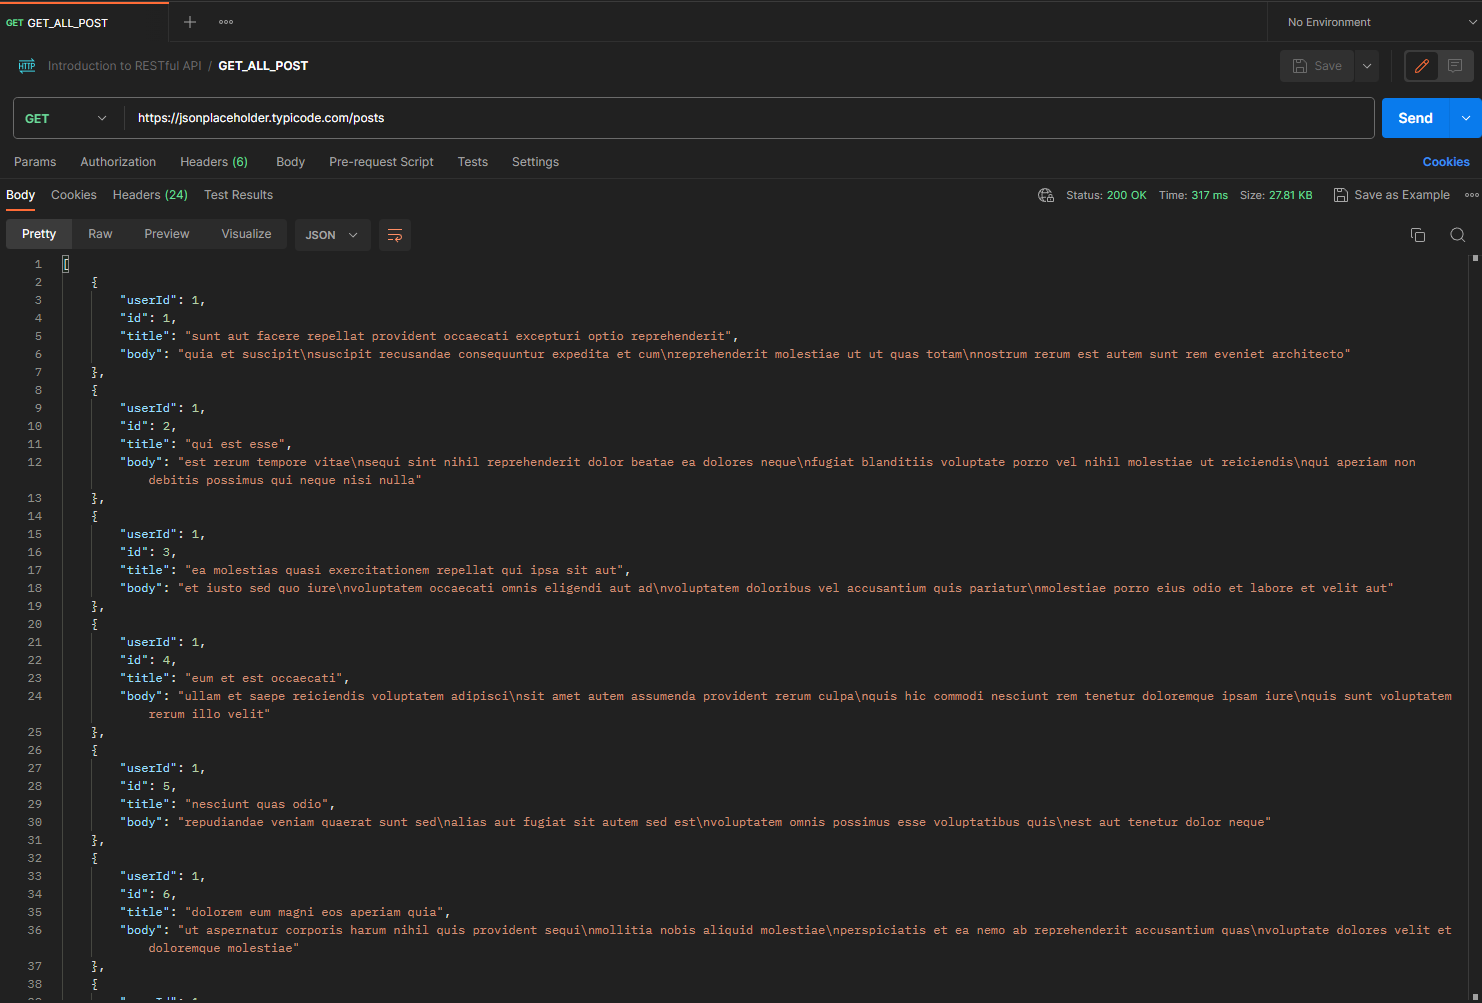 GET GET_ALL_POST
No Environment
HTTP Introduction to RESTful API / GET_ALL_POST
Save
GET https://jsonplaceholder.typicode.com/posts
Send
Params Authorization Headers (6) Body Pre-request Script Tests Settings Cookies
Body Cookies Headers (24) Test Results Status: 200 OK Time: 317 ms Size: 27.81 KB Save as Example
Pretty Raw Preview Visualize JSON
1 [
2 {
3 "userId": 1,
4 "id": 1,
5 "title": "sunt aut facere repellat provident occaecati excepturi optio reprehenderit",
6 "body": "quia et suscipit\nsuscipit recusandae consequuntur expedita et cum\nreprehenderit molestiae ut ut quas totam\nnostrum rerum est autem sunt rem eveniet architecto"
7 },
8 {
9 "userId": 1,
10 "id": 2,
11 "title": "qui est esse",
12 "body": "est rerum tempore vitae\nsequi sint nihil reprehenderit dolor beatae ea dolores neque\nfugiat blanditiis voluptate porro vel nihil molestiae ut reiciendis\nqui aperiam non
debitis possimus qui neque nisi nulla"
13 },
14 {
15 "userId": 1,
16 "id": 3,
17 "title": "ea molestias quasi exercitationem repellat qui ipsa sit aut",
18 "body": "et iusto sed quo iure\nvoluptatem occaecati omnis eligendi aut ad\nvoluptatem doloribus vel accusantium quis pariatur\nmolestiae porro eius odio et labore et velit aut"
19 },
20 {
21 "userId": 1,
22 "id": 4,
23 "title": "eum et est occaecati",
24 "body": "ullam et saepe reiciendis voluptatem adipisci\nsit amet autem assumenda provident rerum culpa\nquis hic commodi nesciunt rem tenetur doloremque ipsam iure\nquis sunt voluptatem
rerum illo velit"
25 },
26 {
27 "userId": 1,
28 "id": 5,
29 "title": "nesciunt quas odio",
30 "body": "repudiandae veniam quaerat sunt sed\nalias aut fugiat sit autem sed est\nvoluptatem omnis possimus esse voluptatibus quis\nest aut tenetur dolor neque"
31 },
32 {
33 "userId": 1,
34 "id": 6,
35 "title": "dolorem eum magni eos aperiam quia",
36 "body": "ut aspernatur corporis harum nihil quis provident sequi\nmollitia nobis aliquid molestiae\nperspiciatis et ea nemo ab reprehenderit accusantium quas\nvoluptate dolores velit et
doloremque molestiae"
37 },
38 {